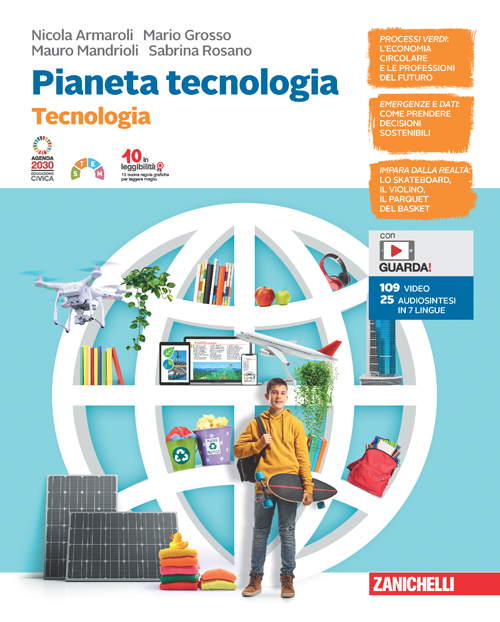 Nicola Armaroli Mario Grosso
Mauro Mandrioli Sabrina Rosano
Pianeta tecnologia
Tecnologia
AGENDA
2030
EDUCAZIONE
CIVICA
STEM
10 in
leggibilità
10 buone regole grafiche
per leggere meglio
PROCESSI VERDI:
L'ECONOMIA
CIRCOLARE
E LE PROFESSIONI
DEL FUTURO
EMERGENZE E DATI:
COME PRENDERE
DECISIONI
SOSTENIBILI
IMPARA DALLA REALTÀ:
LO SKATEBOARD,
IL VIOLINO,
IL PARQUET
DEL BASKET
con
GUARDA!
109 VIDEO
25 AUDIOSINTESI
IN 7 LINGUE
ZANICHELLI